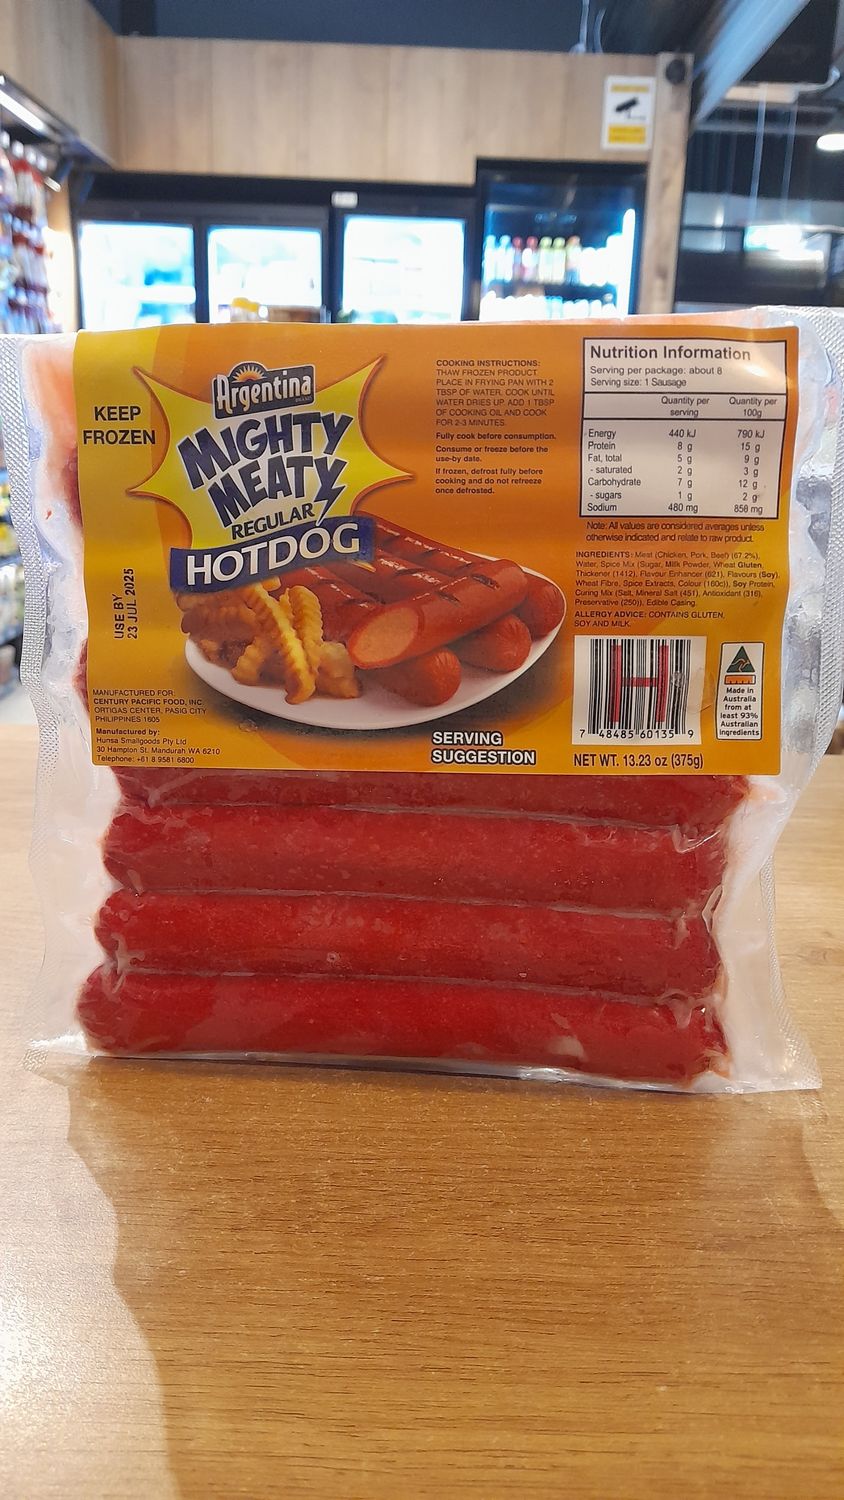 KEEP
FROZEN
Argentina
BRAND
MIGHTY
MEATY
REGULAR
HOTDOG
USE BY
23 JUL 2025
MANUFACTURED FOR:
CENTURY PACIFIC FOOD, INC.
ORTIGAS CENTER, PASIG CITY
PHILIPPINES 1605
Manufactured by:
Hunsa Smallgoods Pty Ltd
30 Hampton St. Mandurah WA 6210
Telephone: +61 8 9581 6800
COOKING INSTRUCTIONS:
THAW FROZEN PRODUCT.
PLACE IN FRYING PAN WITH 2
TBSP OF WATER. COOK UNTIL
WATER DRIES UP. ADD 1 TBSP
OF COOKING OIL AND COOK
FOR 2-3 MINUTES.
Fully cook before consumption.
Consume or freeze before the
use-by date.
If frozen, defrost fully before
cooking and do not refreeze
once defrosted.
SERVING
SUGGESTION
Nutrition Information
Serving per package: about 8
Serving size: 1 Sausage
Quantity per serving Quantity per 100g
Energy 440 kJ 790 kJ
Protein 8 g 15 g
Fat, total 5 g 9 g
- saturated 2 g 3 g
Carbohydrate 7 g 12 g
- sugars 1 g 2 g
Sodium 480 mg 858 mg
Note: All values are considered averages unless
otherwise indicated and relate to raw product.
INGREDIENTS: Meat (Chicken, Pork, Beef) (67.2%),
Water, Spice Mix (Sugar, Milk Powder, Wheat Gluten,
Thickener (1412), Flavour Enhancer (621), Flavours (Soy),
Wheat Fibre, Spice Extracts, Colour (160c)), Soy Protein,
Curing Mix (Salt, Mineral Salt (451), Antioxidant (316),
Preservative (250)), Edible Casing.
ALLERGY ADVICE: CONTAINS GLUTEN,
SOY AND MILK.
H
7 48485 60135 9
Made in
Australia
from at
least 93%
Australian
ingredients
NET WT. 13.23 oz (375g)